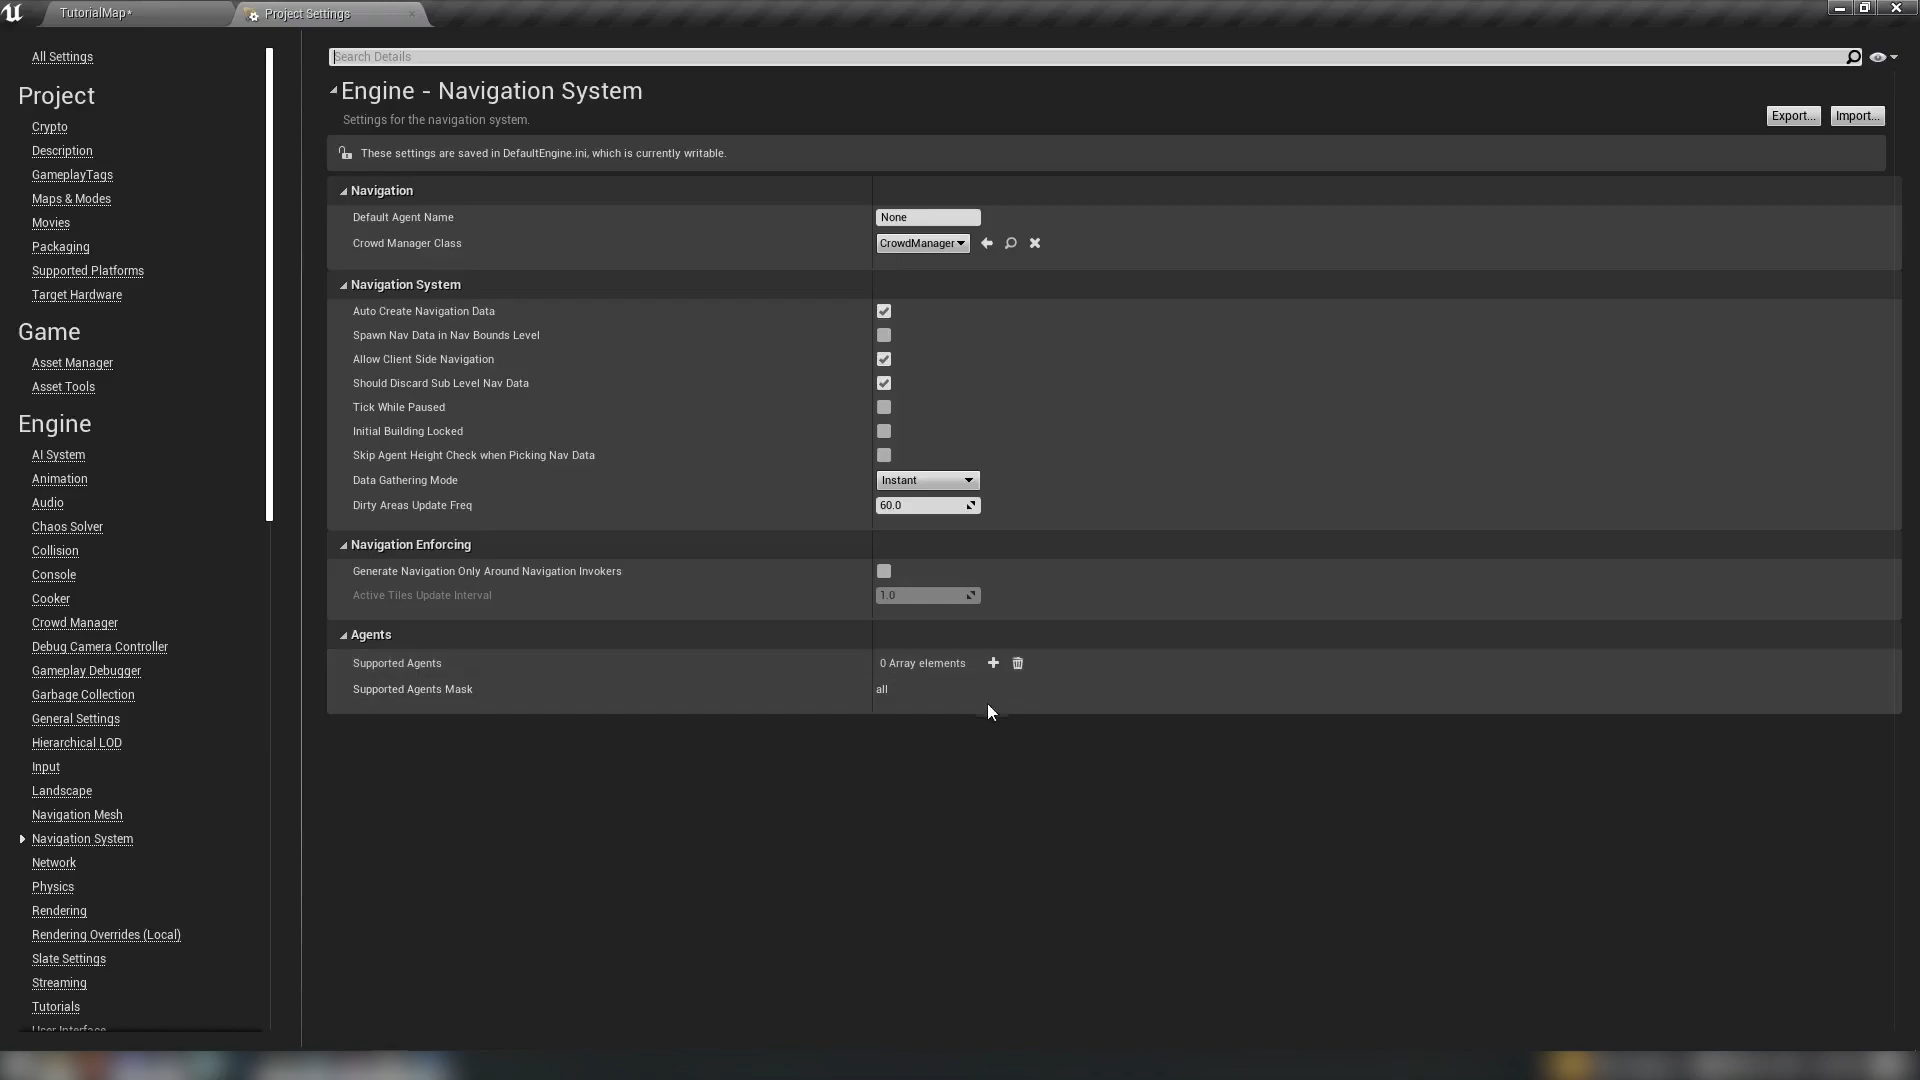 TutorialMap*
Project Settings
All Settings
Project
Crypto
Description
GameplayTags
Maps & Modes
Movies
Packaging
Supported Platforms
Target Hardware
Game
Asset Manager
Asset Tools
Engine
AI System
Animation
Audio
Chaos Solver
Collision
Console
Cooker
Crowd Manager
Debug Camera Controller
Gameplay Debugger
Garbage Collection
General Settings
Hierarchical LOD
Input
Landscape
Navigation Mesh
Navigation System
Network
Physics
Rendering
Rendering Overrides (Local)
Slate Settings
Streaming
Tutorials
User Interface
Search Details
Engine - Navigation System
Settings for the navigation system.
Export... Import...
These settings are saved in DefaultEngine.ini, which is currently writable.
Navigation
Default Agent Name None
Crowd Manager Class CrowdManager
Navigation System
Auto Create Navigation Data
Spawn Nav Data in Nav Bounds Level
Allow Client Side Navigation
Should Discard Sub Level Nav Data
Tick While Paused
Initial Building Locked
Skip Agent Height Check when Picking Nav Data
Data Gathering Mode Instant
Dirty Areas Update Freq 60.0
Navigation Enforcing
Generate Navigation Only Around Navigation Invokers
Active Tiles Update Interval 1.0
Agents
Supported Agents 0 Array elements
Supported Agents Mask all